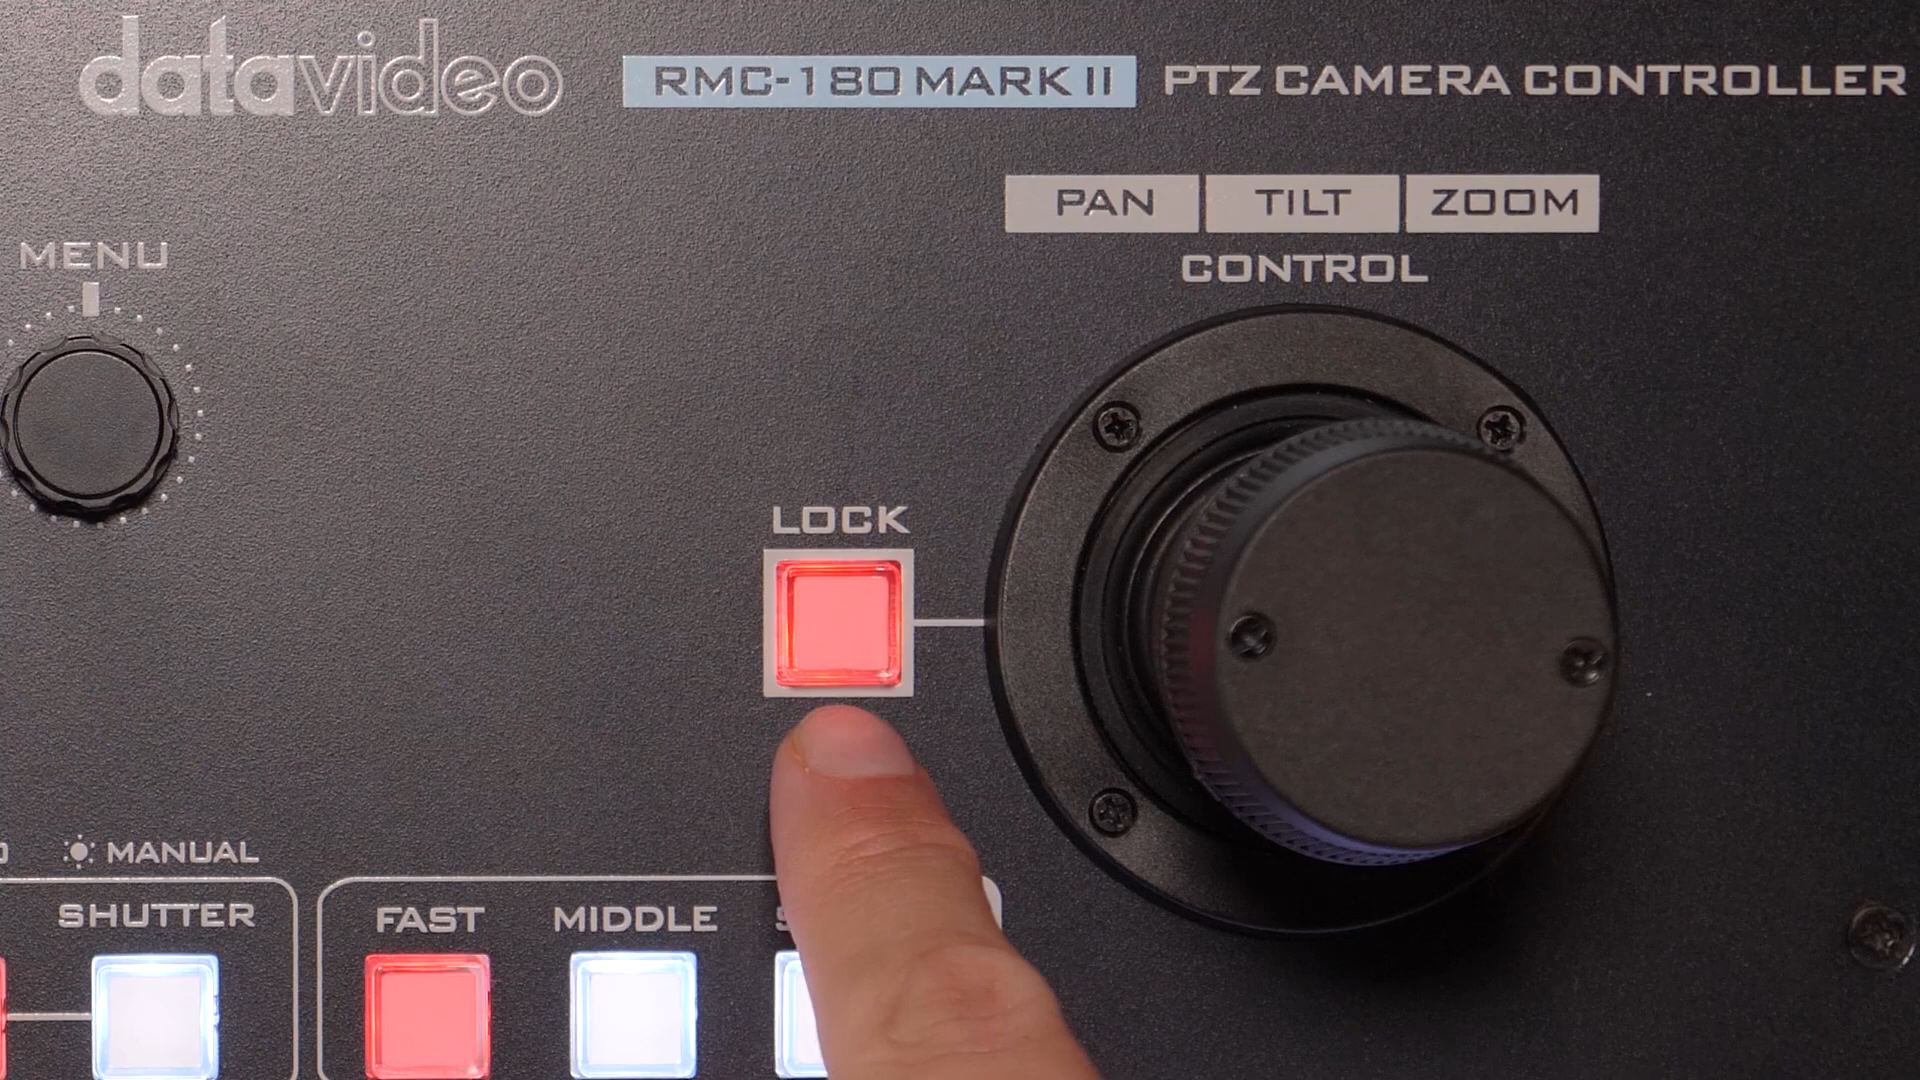 datavideo RMC-180 MARK II PTZ CAMERA CONTROLLER
PAN TILT ZOOM
CONTROL
MENU
LOCK
MANUAL
SHUTTER FAST MIDDLE